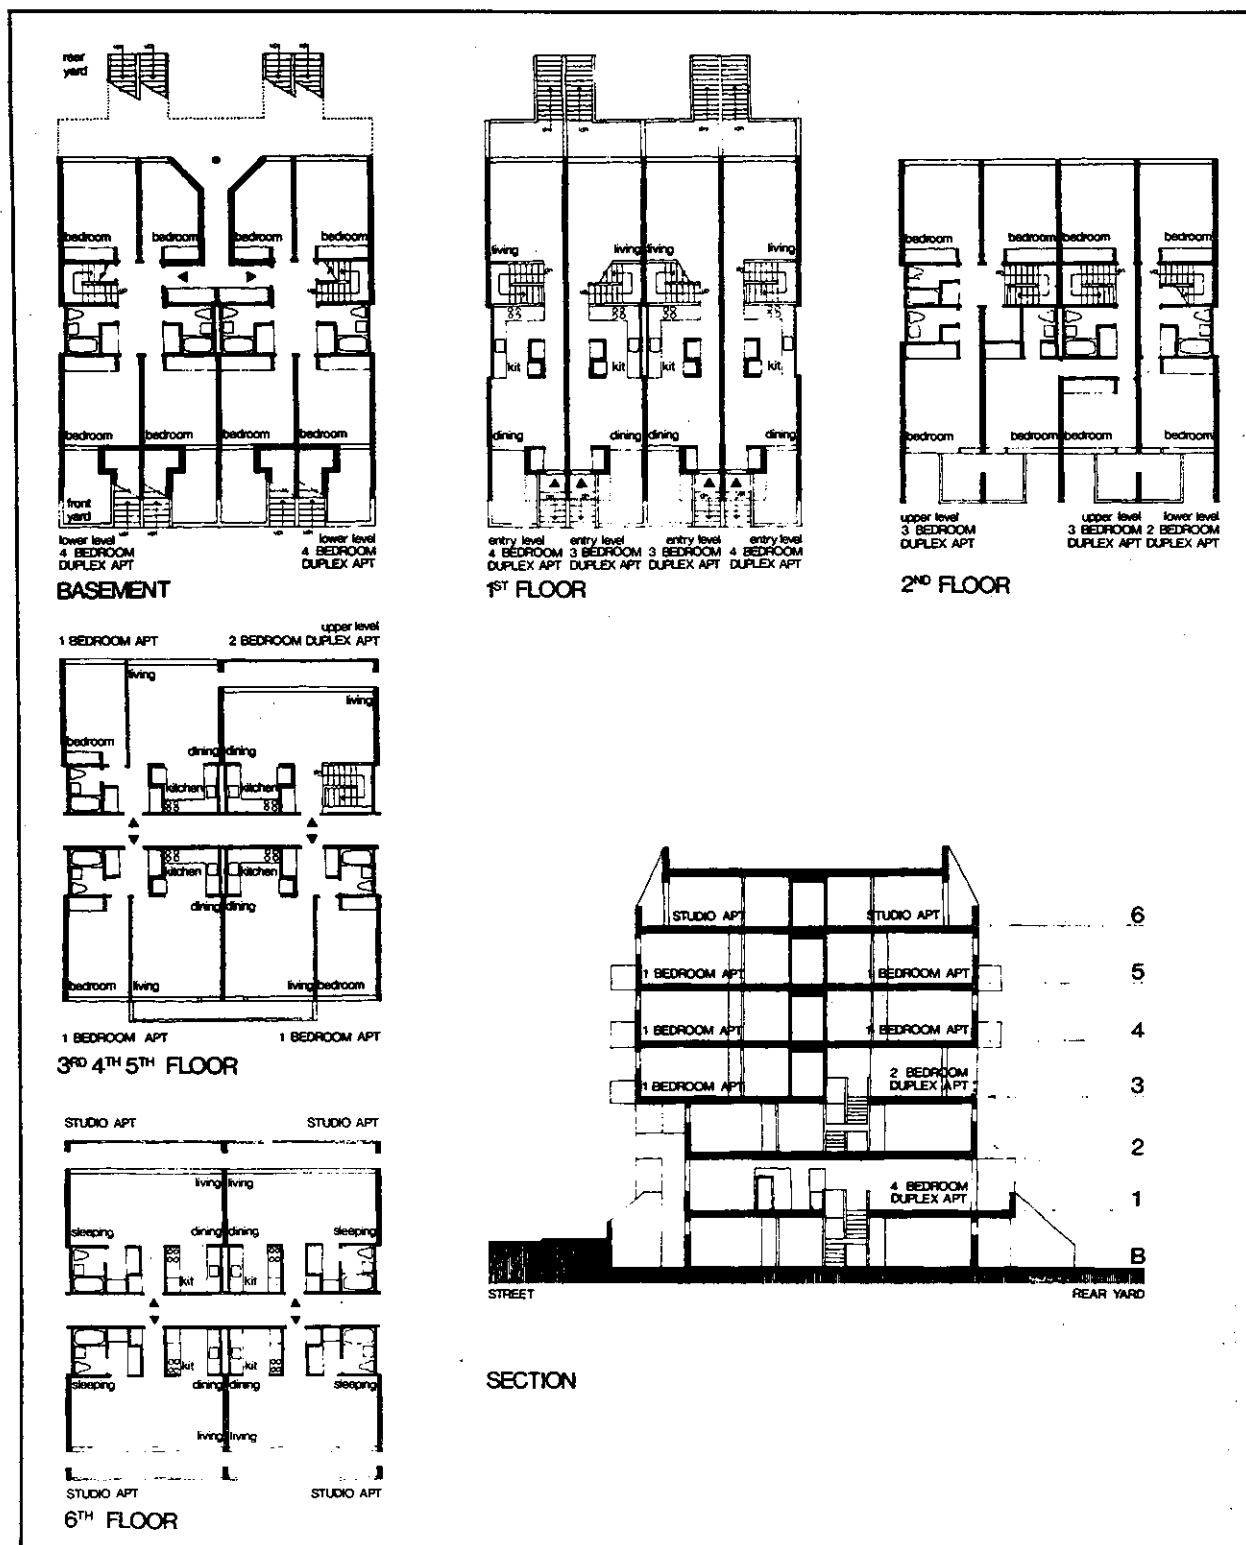 rear
yard
bedroom bedroom bedroom bedroom
bedroom bedroom bedroom bedroom
front
yard
lower level
4 BEDROOM
DUPLEX APT
lower level
4 BEDROOM
DUPLEX APT
BASEMENT
living living living living
kit kit kit kit
dining dining dining dining
entry level
4 BEDROOM
DUPLEX APT
entry level
3 BEDROOM
DUPLEX APT
entry level
3 BEDROOM
DUPLEX APT
entry level
4 BEDROOM
DUPLEX APT
1ST FLOOR
bedroom bedroom bedroom bedroom
bedroom bedroom bedroom bedroom
upper level
3 BEDROOM
DUPLEX APT
upper level
3 BEDROOM
DUPLEX APT
lower level
2 BEDROOM
DUPLEX APT
2ND FLOOR
1 BEDROOM APT
upper level
2 BEDROOM DUPLEX APT
living
living
bedroom
dining dining
kitchen kitchen
kitchen kitchen
dining dining
bedroom living living bedroom
1 BEDROOM APT 1 BEDROOM APT
3RD 4TH 5TH FLOOR
STUDIO APT STUDIO APT
living living
sleeping dining dining sleeping
kit kit
kit kit
sleeping dining dining sleeping
living living
STUDIO APT STUDIO APT
6TH FLOOR
STUDIO APT STUDIO APT 6
1 BEDROOM APT 1 BEDROOM APT 5
1 BEDROOM APT 1 BEDROOM APT 4
1 BEDROOM APT
2 BEDROOM
DUPLEX APT
3
2
4 BEDROOM
DUPLEX APT
1
B
STREET REAR YARD
SECTION